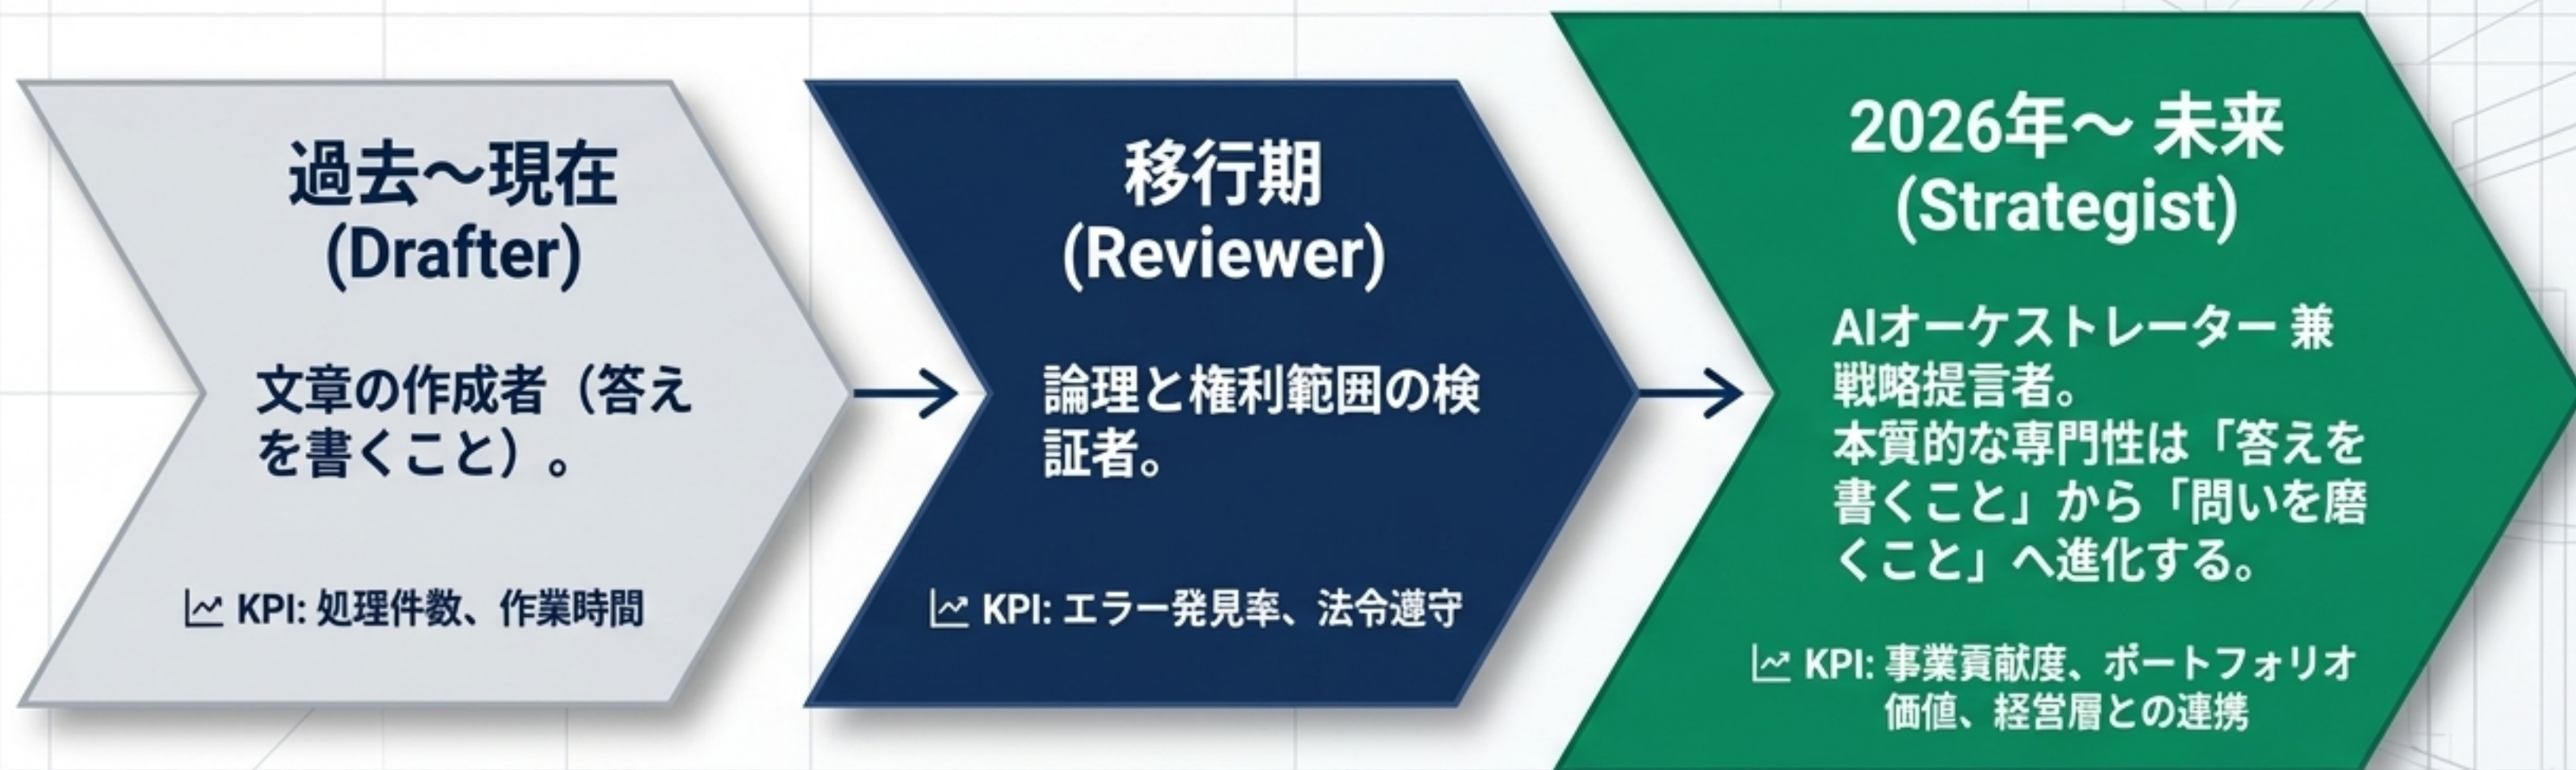 過去〜現在
(Drafter)
文章の作成者（答え
を書くこと）。
KPI: 処理件数、作業時間
移行期
(Reviewer)
論理と権利範囲の検
証者。
KPI: エラー発見率、法令遵守
2026年〜 未来
(Strategist)
AIオーケストレーター 兼
戦略提言者。
本質的な専門性は「答えを
書くこと」から「問いを磨
くこと」へ進化する。
KPI: 事業貢献度、ポートフォリオ
価値、経営層との連携